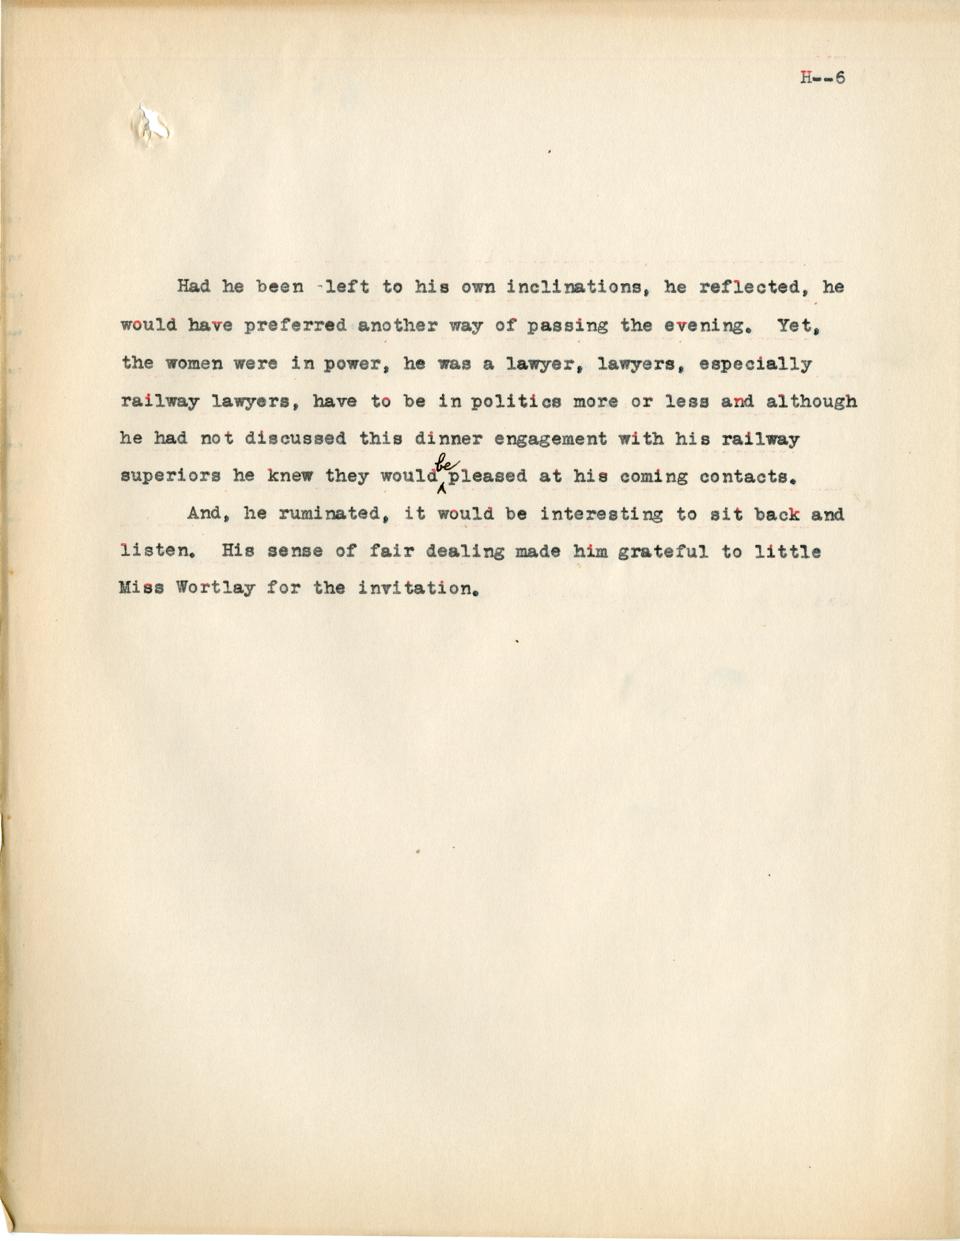 H--6
Had he been -left to his own inclinations, he reflected, he
would have preferred another way of passing the evening. Yet,
the women were in power, he was a lawyer, lawyers, especially
railway lawyers, have to be in politics more or less and although
he had not discussed this dinner engagement with his railway
superiors he knew they would be pleased at his coming contacts.
And, he ruminated, it would be interesting to sit back and
listen. His sense of fair dealing made him grateful to little
Miss Wortlay for the invitation.